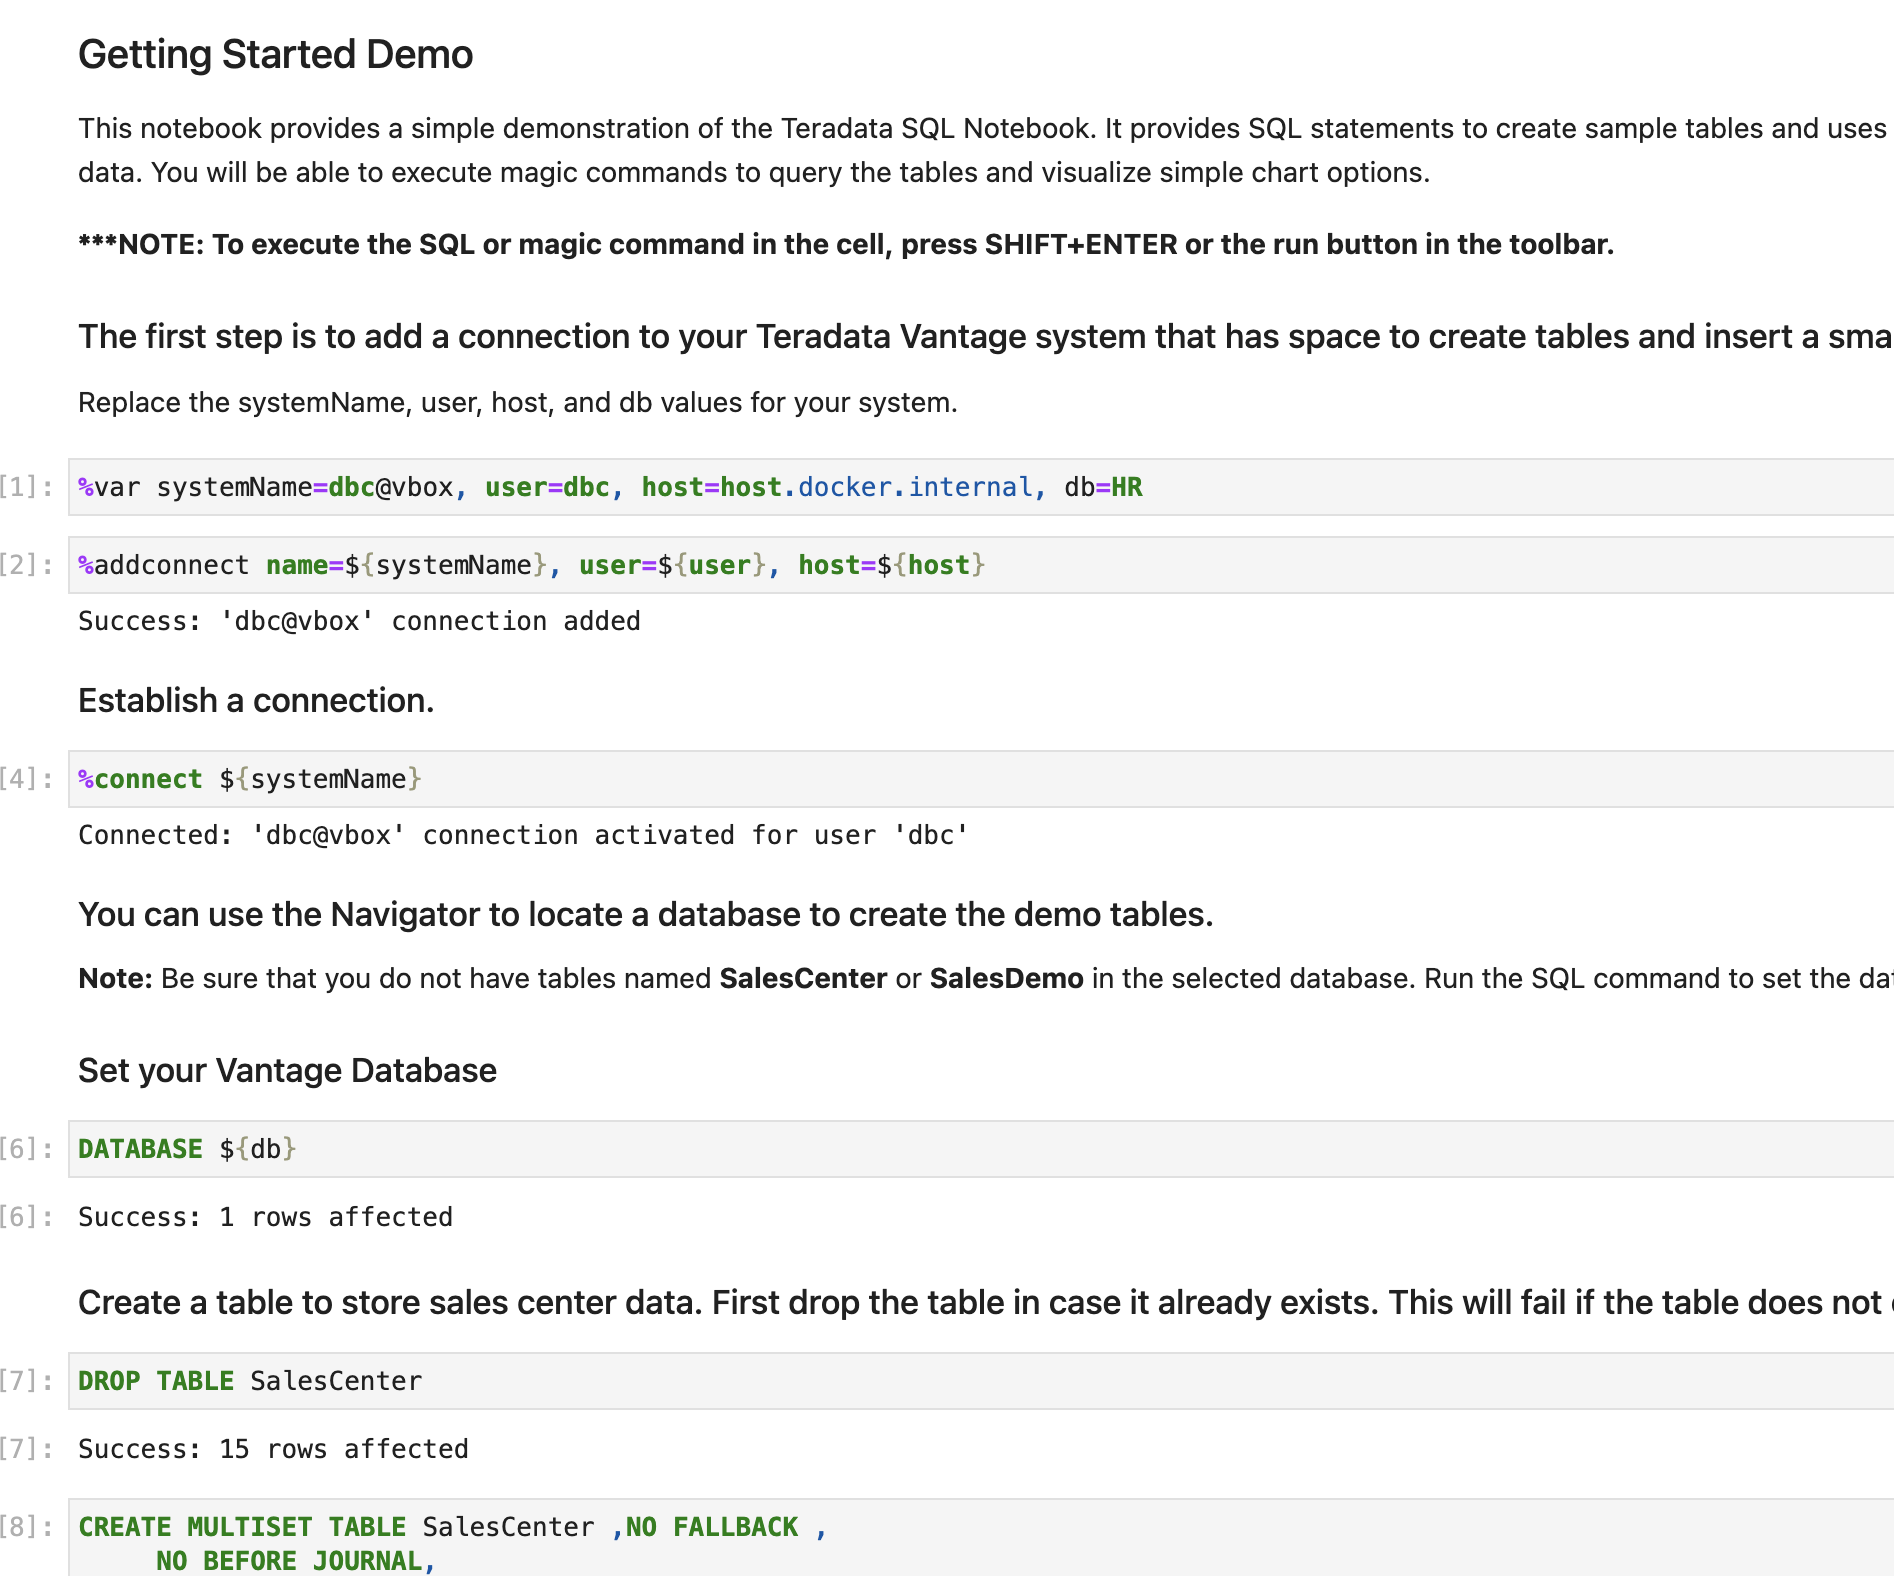 Getting Started Demo
This notebook provides a simple demonstration of the Teradata SQL Notebook. It provides SQL statements to create sample tables and uses
data. You will be able to execute magic commands to query the tables and visualize simple chart options.
***NOTE: To execute the SQL or magic command in the cell, press SHIFT+ENTER or the run button in the toolbar.
The first step is to add a connection to your Teradata Vantage system that has space to create tables and insert a sma
Replace the systemName, user, host, and db values for your system.
[1]: %var systemName=dbc@vbox, user=dbc, host=host.docker.internal, db=HR
[2]: %addconnect name=${systemName}, user=${user}, host=${host}
Success: 'dbc@vbox' connection added
Establish a connection.
[4]: %connect ${systemName}
Connected: 'dbc@vbox' connection activated for user 'dbc'
You can use the Navigator to locate a database to create the demo tables.
Note: Be sure that you do not have tables named SalesCenter or SalesDemo in the selected database. Run the SQL command to set the dat
Set your Vantage Database
[6]: DATABASE ${db}
[6]: Success: 1 rows affected
Create a table to store sales center data. First drop the table in case it already exists. This will fail if the table does not
[7]: DROP TABLE SalesCenter
[7]: Success: 15 rows affected
[8]: CREATE MULTISET TABLE SalesCenter ,NO FALLBACK ,
NO BEFORE JOURNAL,